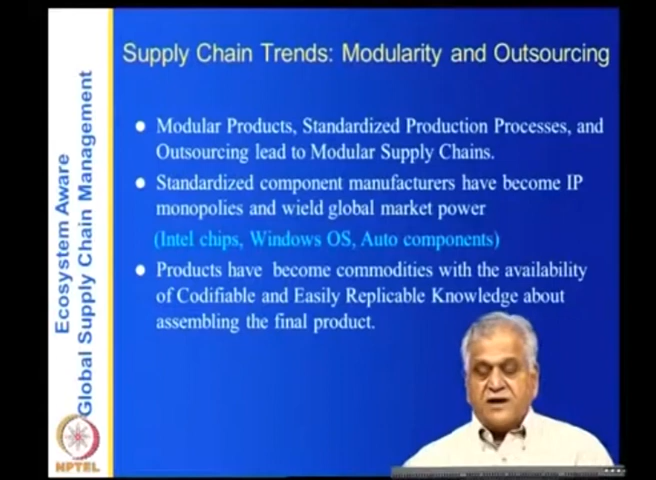 Supply Chain Trends: Modularity and Outsourcing
Modular Products, Standardized Production Processes, and
Outsourcing lead to Modular Supply Chains.
Standardized component manufacturers have become IP
monopolies and wield global market power
(Intel chips, Windows OS, Auto components)
Products have become commodities with the availability
of Codifiable and Easily Replicable Knowledge about
assembling the final product.
Ecosystem Aware
Global Supply Chain Management
NPTEL